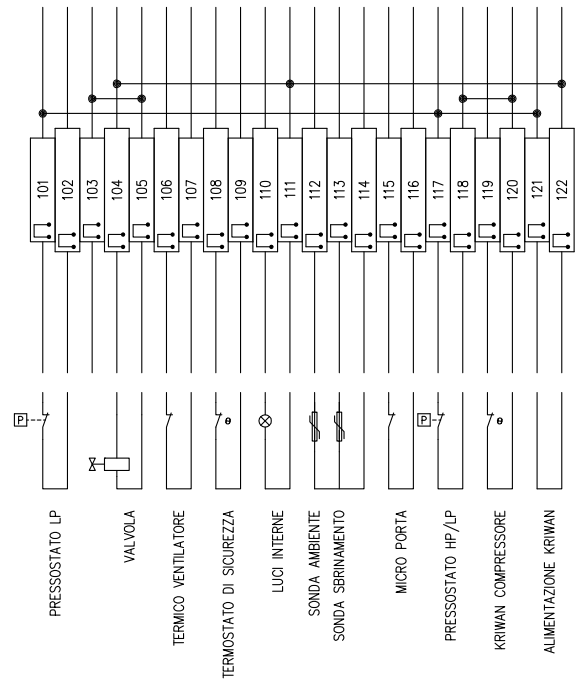 101
102
103
104
105
106
107
108
109
110
111
112
113
114
115
116
117
118
119
120
121
122
P
θ
P
θ
PRESSOSTATO LP
VALVOLA
TERMICO VENTILATORE
TERMOSTATO DI SICUREZZA
LUCI INTERNE
SONDA AMBIENTE
SONDA SBRINAMENTO
MICRO PORTA
PRESSOSTATO HP/LP
KRIWAN COMPRESSORE
ALIMENTAZIONE KRIWAN